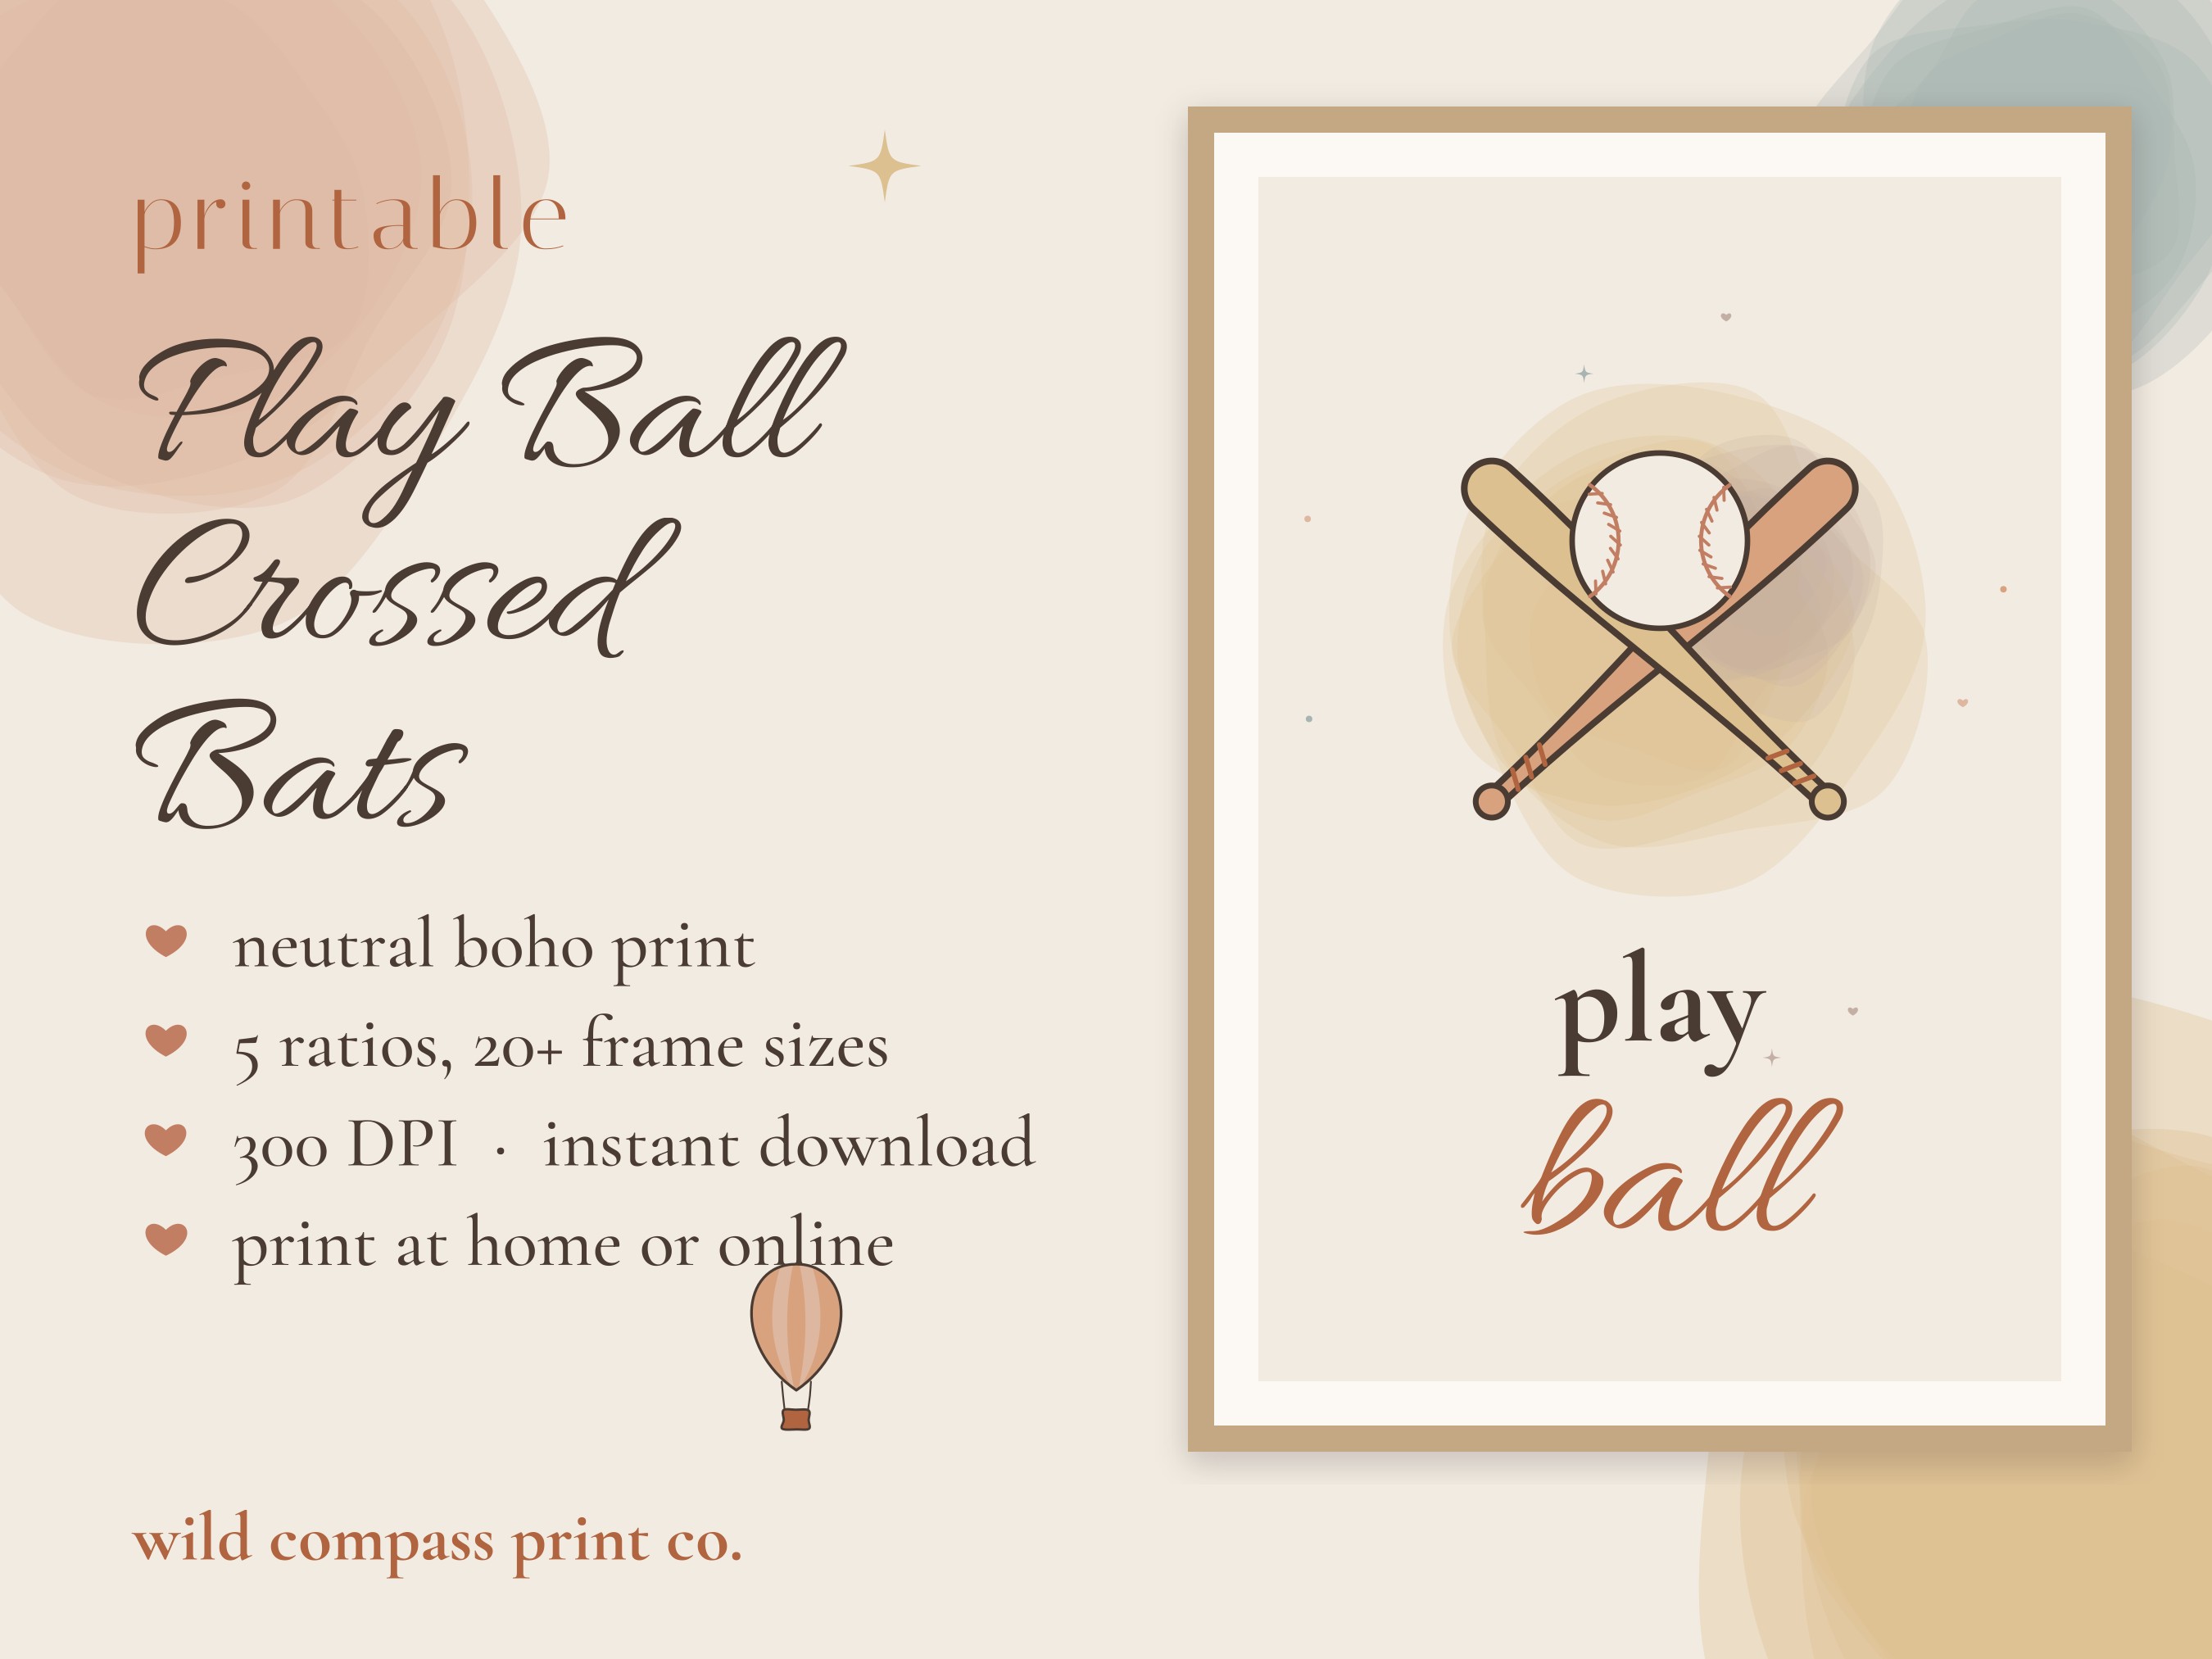 printable
Play Ball
Crossed
Bats
neutral boho print
5 ratios, 20+ frame sizes
300 DPI · instant download
print at home or online
wild compass print co.
play
ball